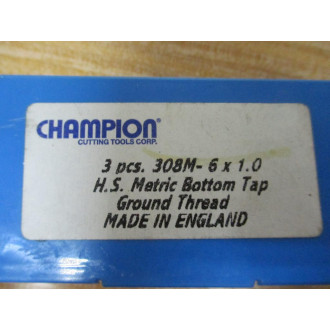 CHAMPION
CUTTING TOOLS CORP.
3 pcs. 308M- 6 x 1.0
H.S. Metric Bottom Tap
Ground Thread
MADE IN ENGLAND